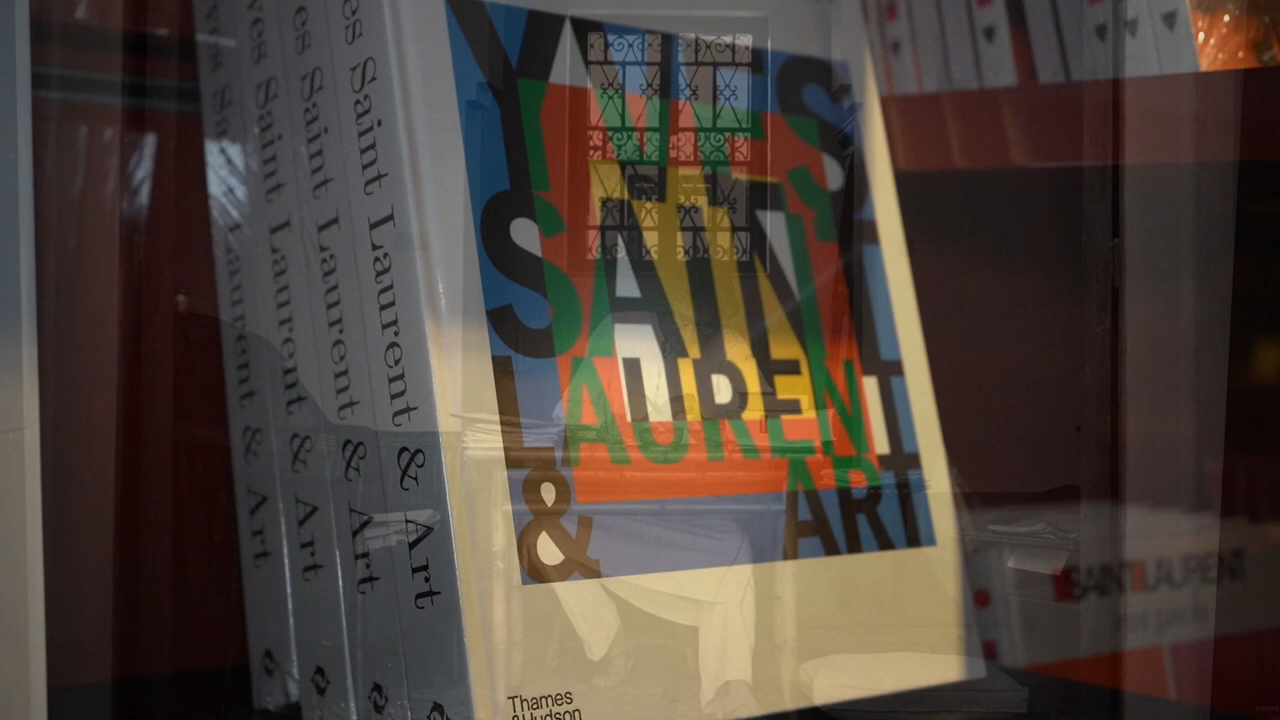 es Saint Laurent & Art
es Saint Laurent & Art
ves Saint Laurent & Art
Laurent & Art
YVES
SAINT
LAURENT
& ART
Thames
&Hudson
SAINT LAURENT